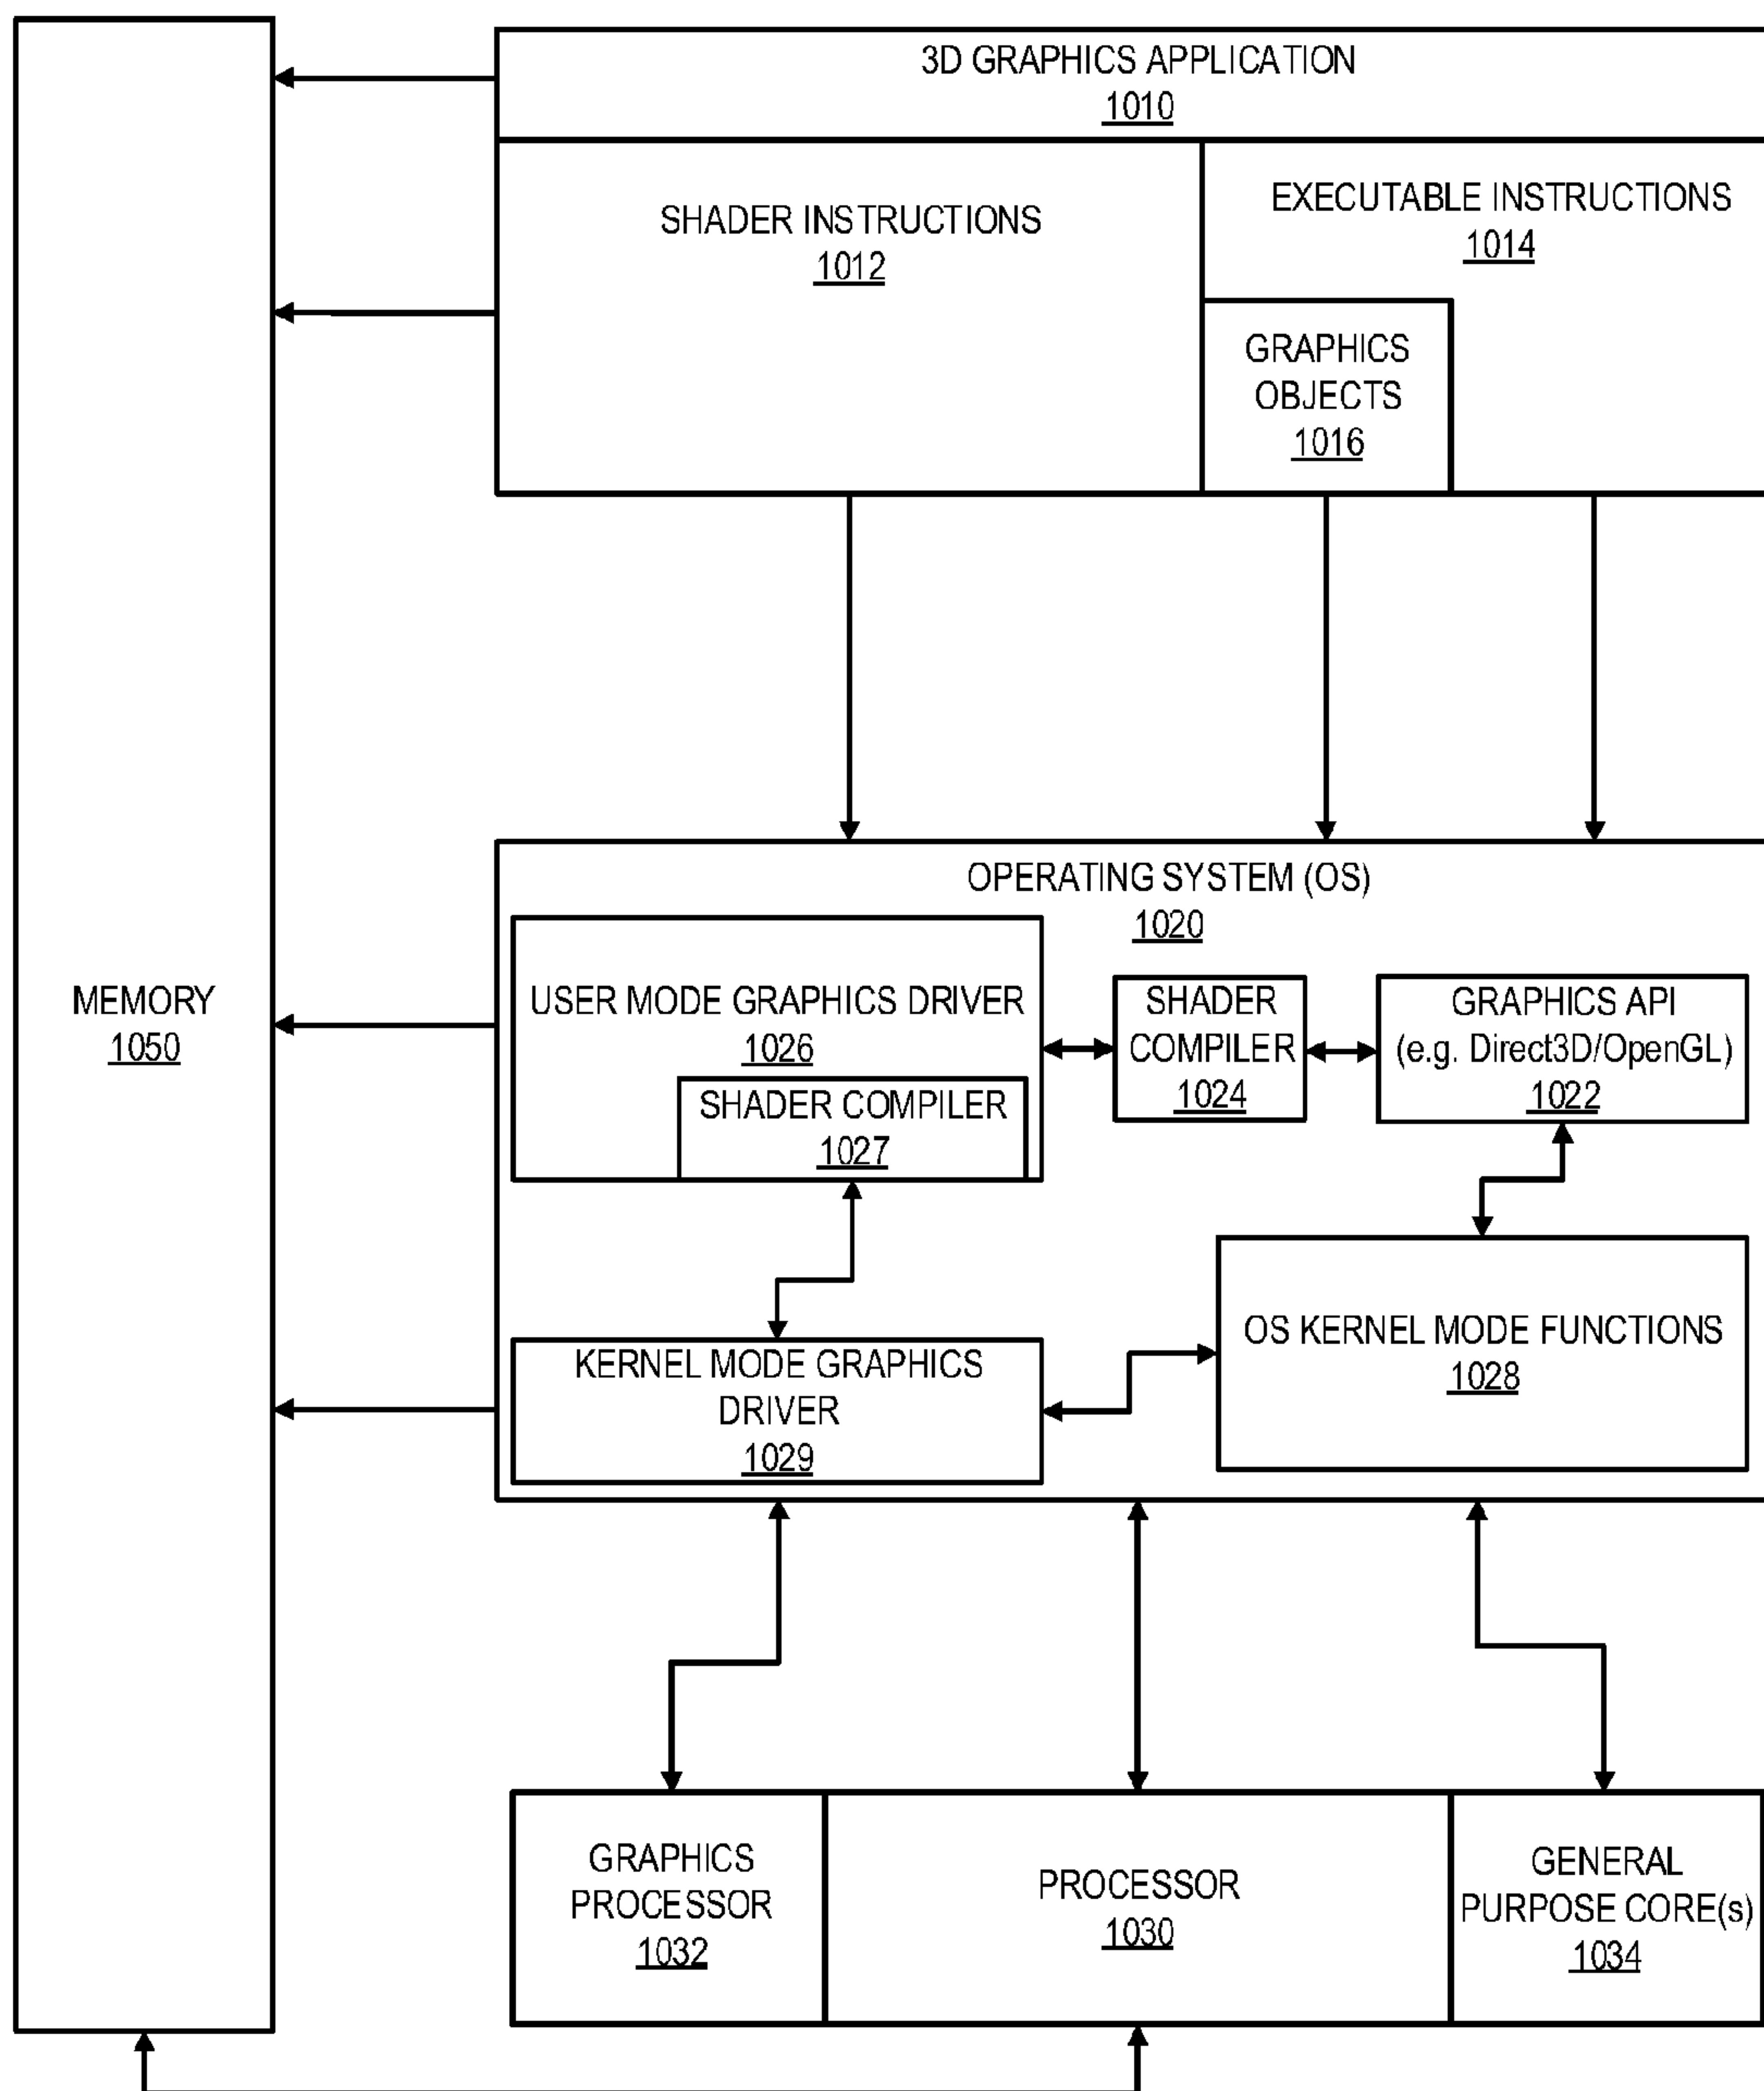 3D GRAPHICS APPLICATION
1010
SHADER INSTRUCTIONS
1012
EXECUTABLE INSTRUCTIONS
1014
GRAPHICS
OBJECTS
1016
MEMORY
1050
OPERATING SYSTEM (OS)
1020
USER MODE GRAPHICS DRIVER
1026
SHADER COMPILER
1027
SHADER
COMPILER
1024
GRAPHICS API
(e.g. Direct3D/OpenGL)
1022
KERNEL MODE GRAPHICS
DRIVER
1029
OS KERNEL MODE FUNCTIONS
1028
GRAPHICS
PROCESSOR
1032
PROCESSOR
1030
GENERAL
PURPOSE CORE(s)
1034